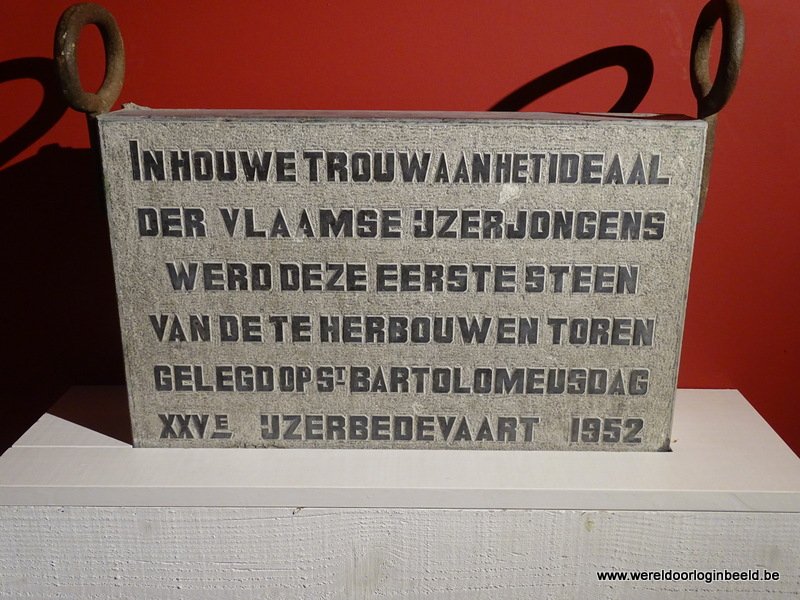 IN HOUWE TROUW AAN HET IDEAAL
DER VLAAMSE IJZERJONGENS
WERD DEZE EERSTE STEEN
VAN DE TE HERBOUWEN TOREN
GELEGD OP ST BARTOLOMEUSDAG
XXVE IJZERBEDEVAART 1952
www.wereldoorloginbeeld.be